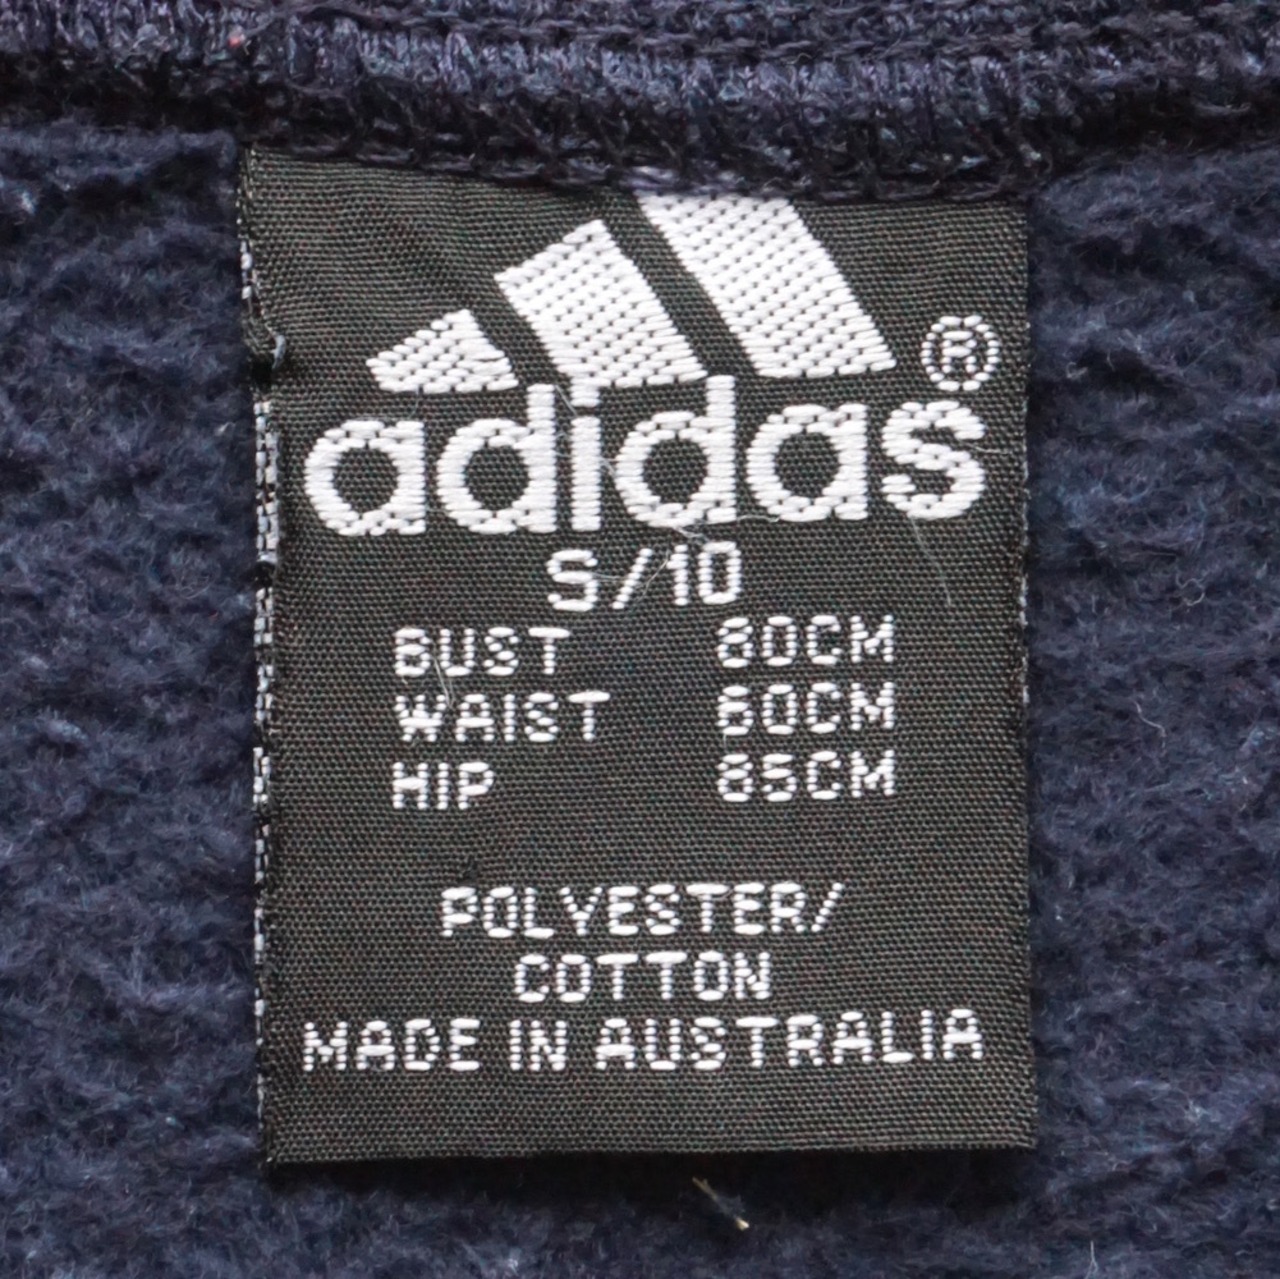 adidas®
S/10
BUST 80CM
WAIST 60CM
HIP 85CM
POLYESTER/
COTTON
MADE IN AUSTRALIA